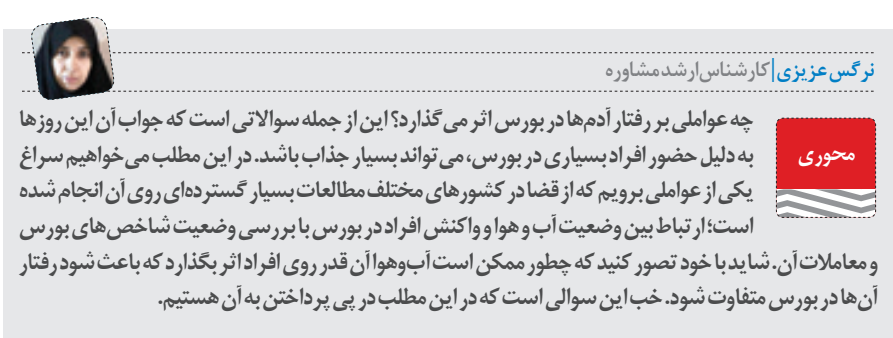 نرگس عزیزی|کارشناس ارشد مشاوره
محوری
چه عواملی بر رفتار آدم‌ها در بورس اثر می‌گذارد؟ این از جمله سوالاتی است که جواب آن این روزها
به دلیل حضور افراد بسیاری در بورس، می‌تواند بسیار جذاب باشد. در این مطلب می‌خواهیم سراغ
یکی از عواملی برویم که از قضا در کشورهای مختلف مطالعات بسیار گسترده‌ای روی آن انجام شده
است؛ ارتباط بین وضعیت آب و هوا و واکنش افراد در بورس با بررسی وضعیت شاخص‌های بورس
و معاملات آن. شاید با خود تصور کنید که چطور ممکن است آب‌وهوا آن قدر روی افراد اثر بگذارد که باعث شود رفتار
آن‌ها در بورس متفاوت شود. خب این سوالی است که در این مطلب در پی پرداختن به آن هستیم.